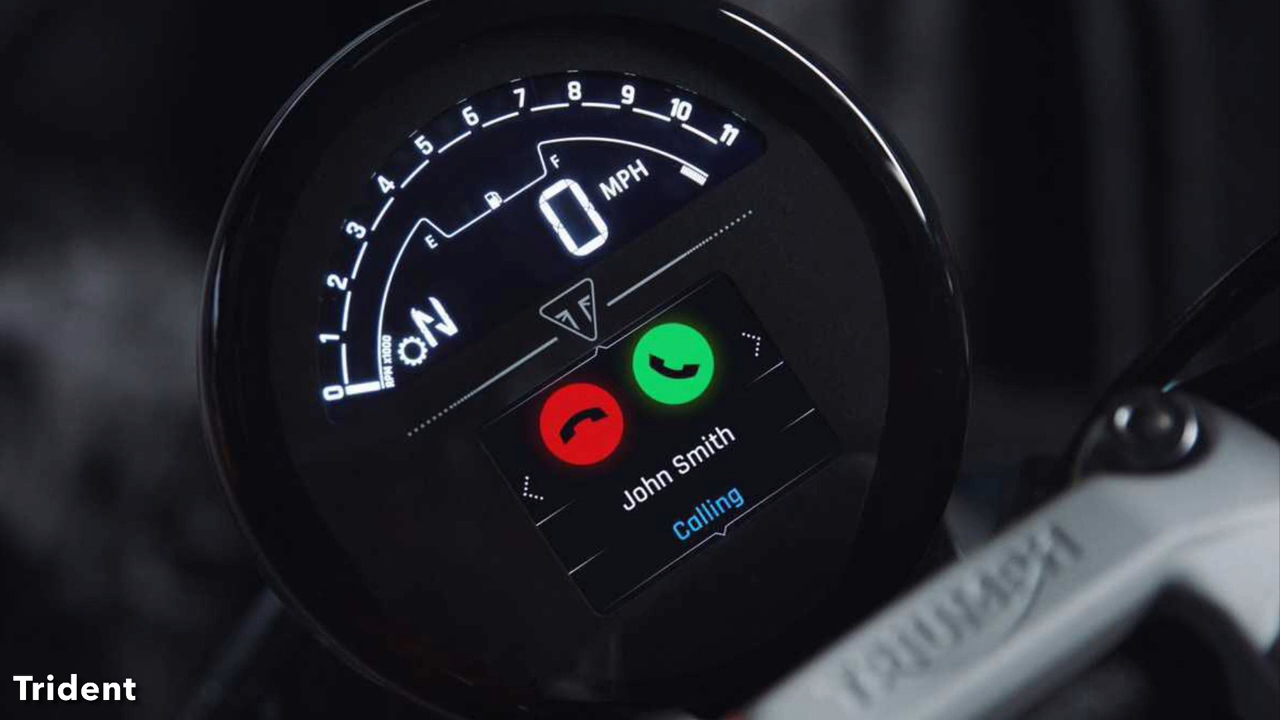 0 1 2 3 4 5 6 7 8 9 10 11
RPM X1000
N
E
F
0 MPH
John Smith
Calling
TRIUMPH
Trident